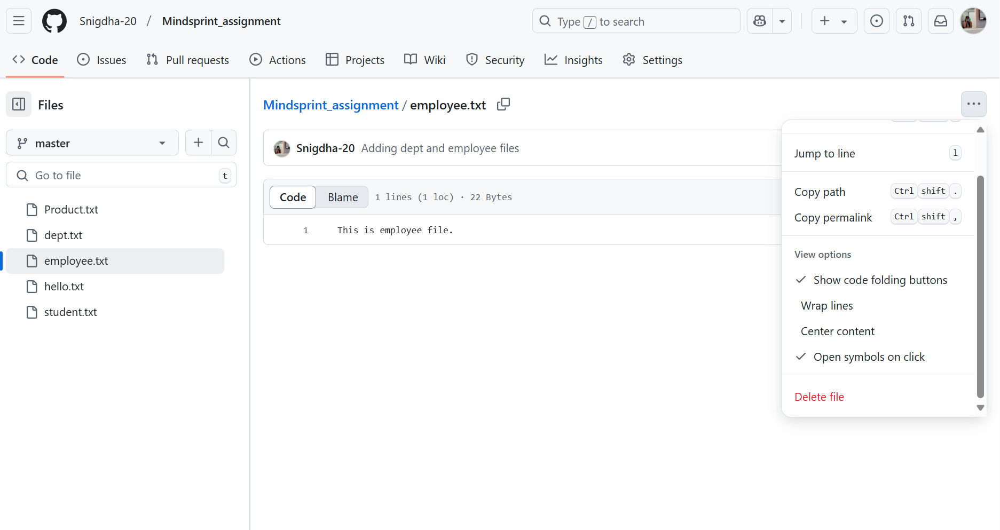 Snigdha-20 / Mindsprint_assignment
Type / to search
Code Issues Pull requests Actions Projects Wiki Security Insights Settings
Files
master
Go to file t
Product.txt
dept.txt
employee.txt
hello.txt
student.txt
Mindsprint_assignment / employee.txt
Snigdha-20 Adding dept and employee files
Code Blame 1 lines (1 loc) · 22 Bytes
1 This is employee file.
Jump to line l
Copy path Ctrl shift .
Copy permalink Ctrl shift ,
View options
Show code folding buttons
Wrap lines
Center content
Open symbols on click
Delete file